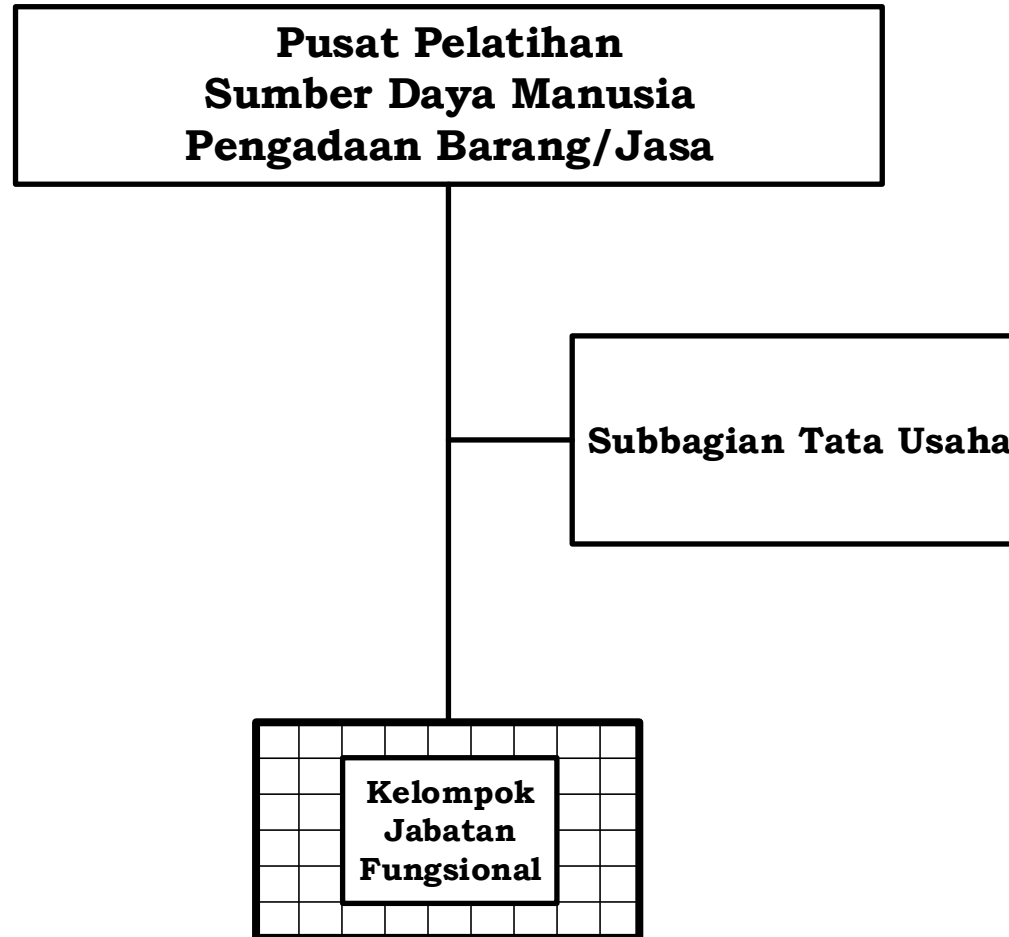 Pusat Pelatihan
Sumber Daya Manusia
Pengadaan Barang/Jasa
Subbagian Tata Usaha
Kelompok
Jabatan
Fungsional